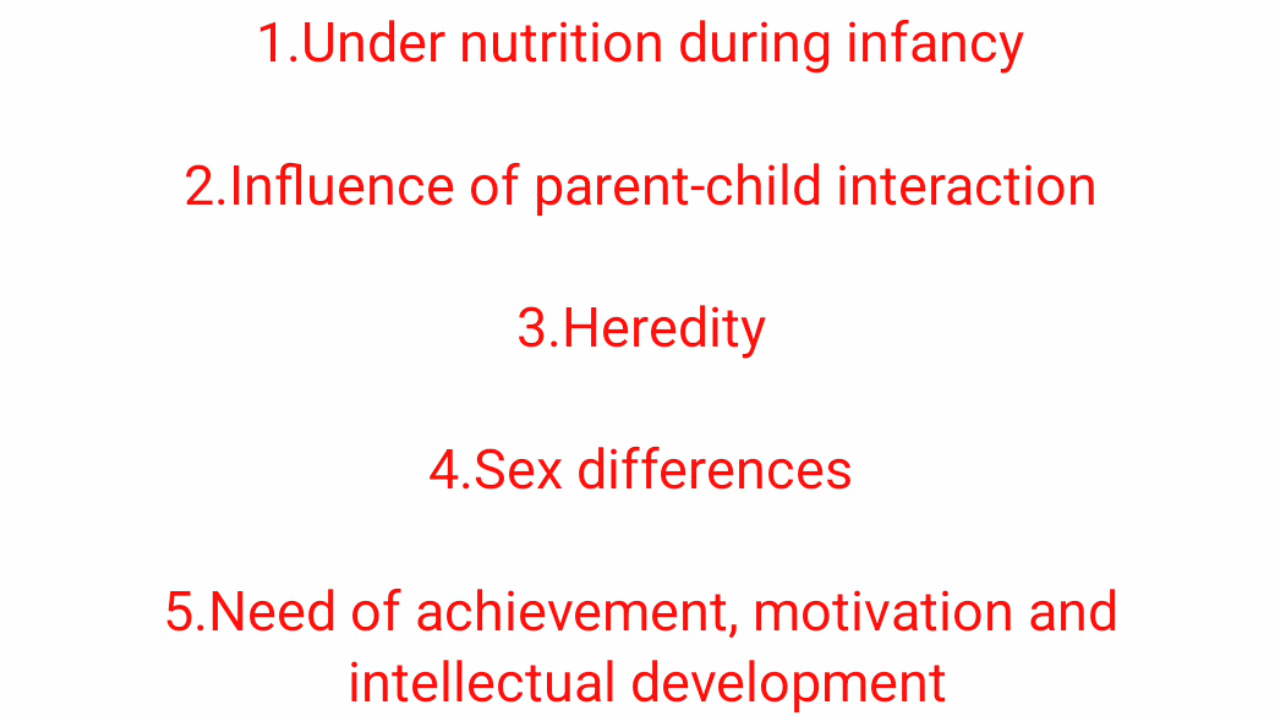 1.Under nutrition during infancy
2.Influence of parent-child interaction
3.Heredity
4.Sex differences
5.Need of achievement, motivation and
intellectual development